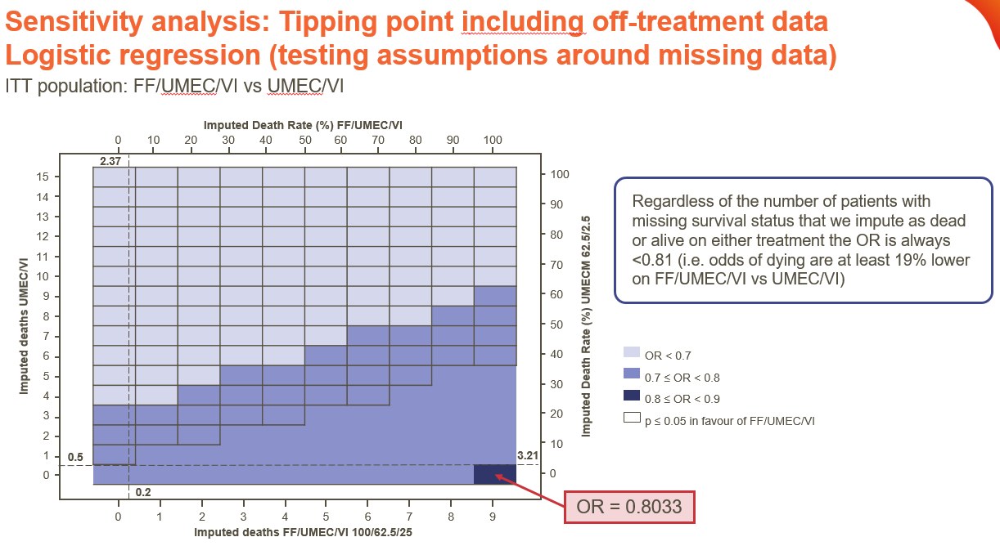 Sensitivity analysis: Tipping point including off-treatment data
Logistic regression (testing assumptions around missing data)
ITT population: FF/UMEC/VI vs UMEC/VI
Imputed Death Rate (%) FF/UMEC/VI
0 10 20 30 40 50 60 70 80 90 100
2.37
Imputed deaths UMEC/VI
15
14
13
12
11
10
9
8
7
6
5
4
3
2
1
0
0.5
0.2
3.21
100
90
80
70
60
50
40
30
20
10
0
Imputed Death Rate (%) UMECM 62.5/2.5
0 1 2 3 4 5 6 7 8 9
Imputed deaths FF/UMEC/VI 100/62.5/25
Regardless of the number of patients with
missing survival status that we impute as dead
or alive on either treatment the OR is always
<0.81 (i.e. odds of dying are at least 19% lower
on FF/UMEC/VI vs UMEC/VI)
OR < 0.7
0.7 ≤ OR < 0.8
0.8 ≤ OR < 0.9
p ≤ 0.05 in favour of FF/UMEC/VI
OR = 0.8033